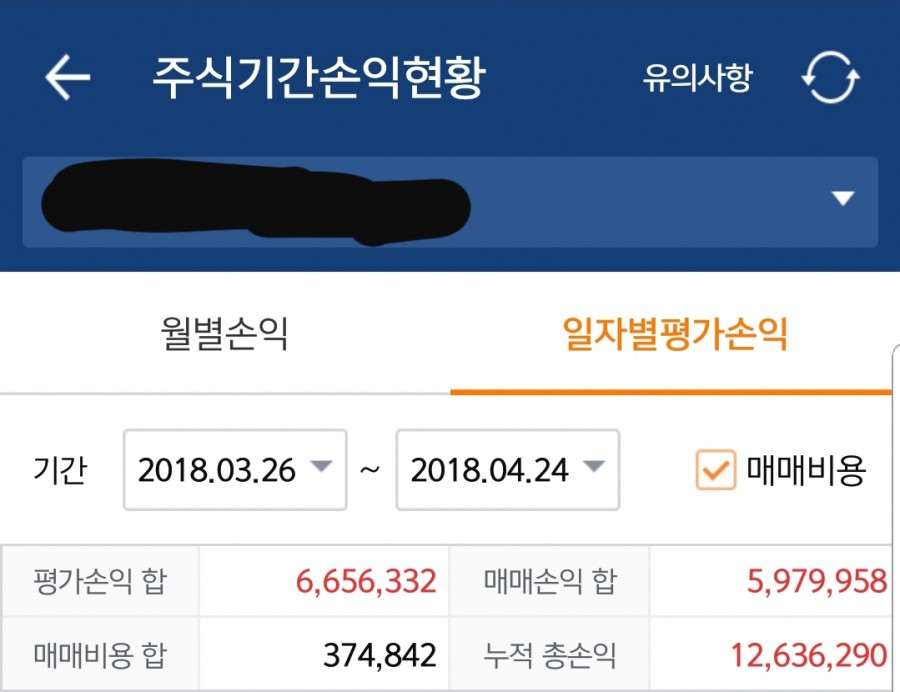 주식기간손익현황 유의사항
월별손익 일자별평가손익
기간 2018.03.26 ~ 2018.04.24 매매비용
평가손익 합 6,656,332 매매손익 합 5,979,958
매매비용 합 374,842 누적 총손익 12,636,290